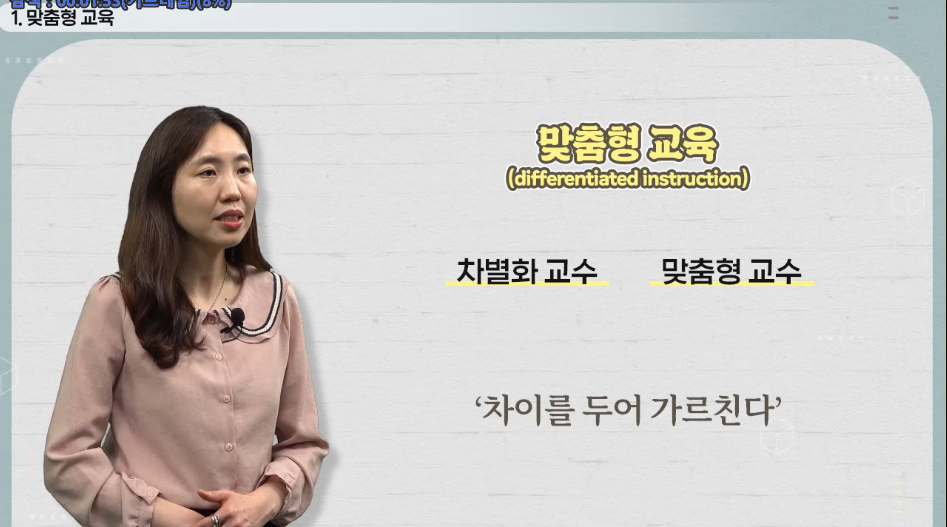 1. 맞춤형 교육
맞춤형 교육
(differentiated instruction)
차별화 교수 맞춤형 교수
‘차이를 두어 가르친다’